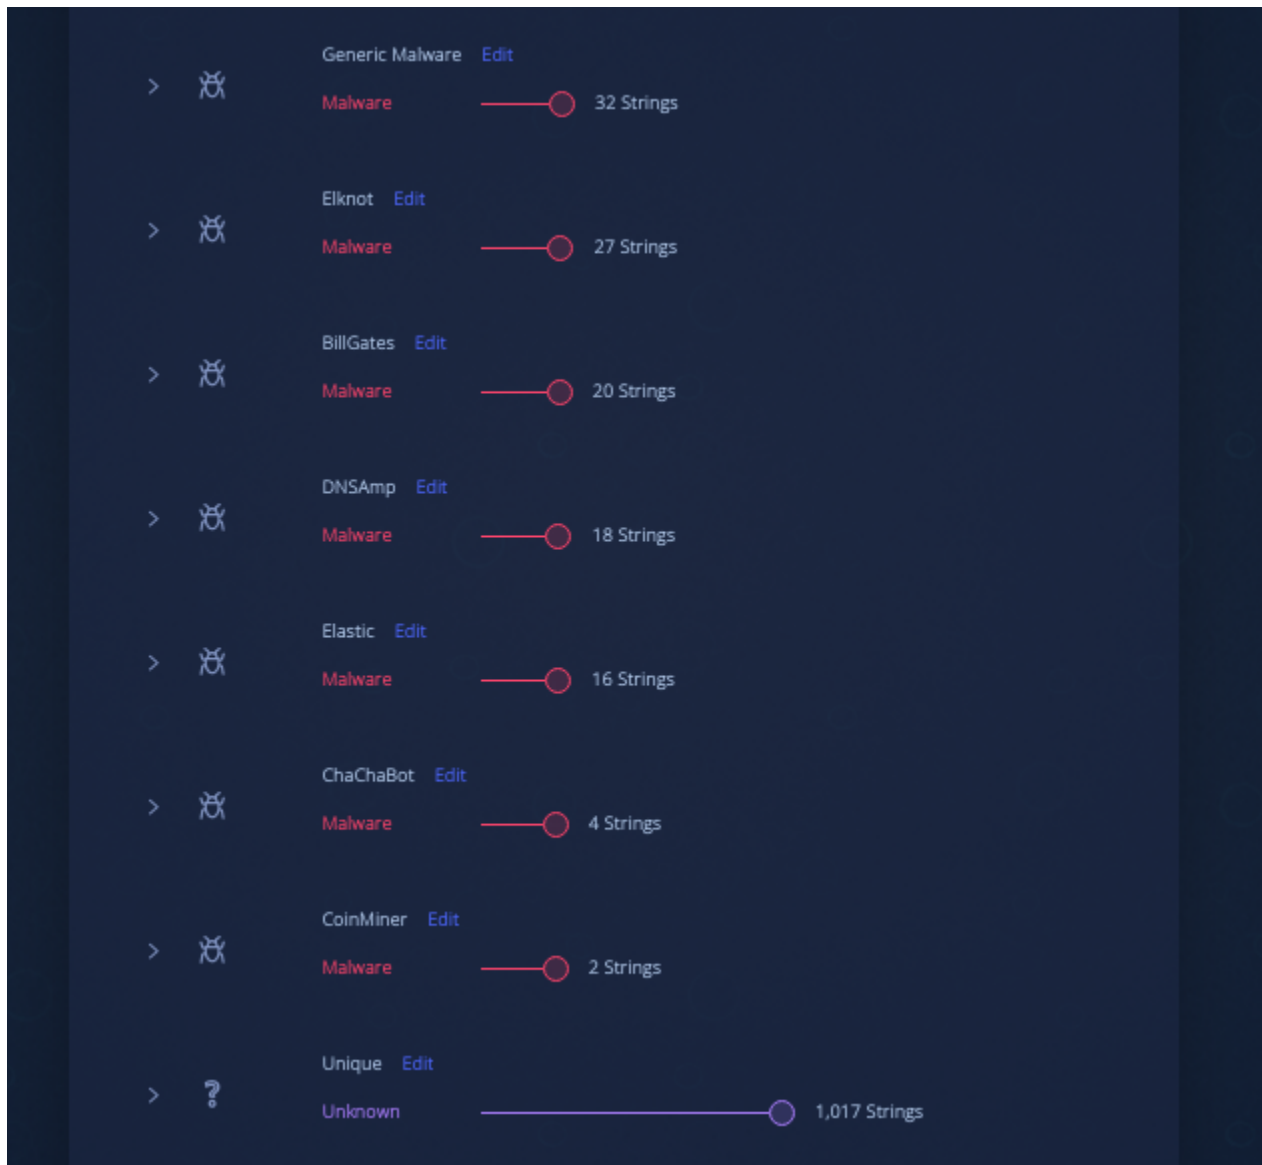 Generic Malware Edit
Malware 32 Strings
Elknot Edit
Malware 27 Strings
BillGates Edit
Malware 20 Strings
DNSAmp Edit
Malware 18 Strings
Elastic Edit
Malware 16 Strings
ChaChaBot Edit
Malware 4 Strings
CoinMiner Edit
Malware 2 Strings
Unique Edit
Unknown 1,017 Strings